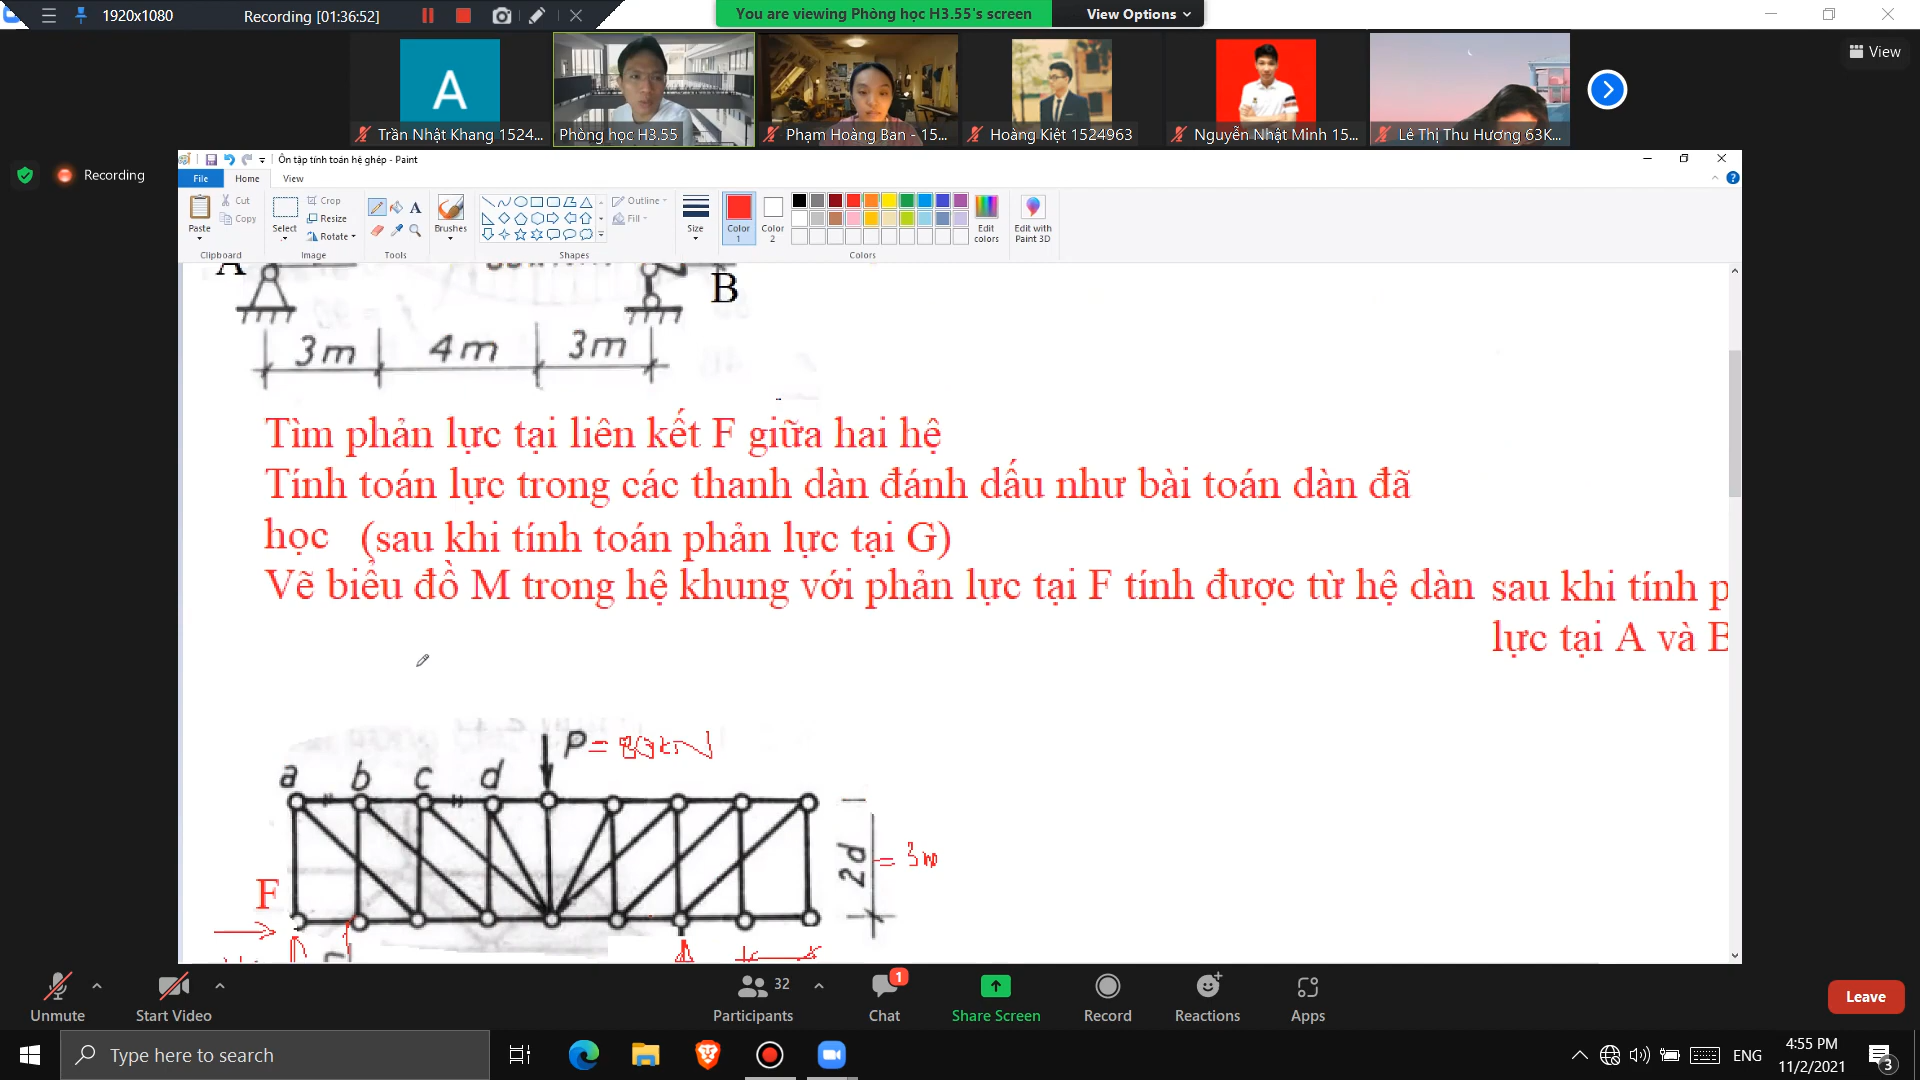 1920x1080
Recording [01:36:52]
You are viewing Phòng học H3.55's screen
View Options
View
A
Trần Nhật Khang 1524...
Phòng học H3.55
Phạm Hoàng Ban - 15...
Hoàng Kiệt 1524963
Nguyễn Nhật Minh 15...
Lê Thị Thu Hương 63K...
Recording
Ôn tập tính toán hệ ghép - Paint
File
Home
View
Paste
Cut
Copy
Clipboard
Select
Crop
Resize
Rotate
Image
A
Tools
Brushes
Outline
Fill
Shapes
Size
Color 1
Color 2
Edit colors
Edit with Paint 3D
Colors
A
B
3m
4m
3m
Tìm phản lực tại liên kết F giữa hai hệ
Tính toán lực trong các thanh dàn đánh dấu như bài toán dàn đã
học (sau khi tính toán phản lực tại G)
Vẽ biểu đồ M trong hệ khung với phản lực tại F tính được từ hệ dàn sau khi tính p
lực tại A và B
P = 80kN
a b c d
2d = 3m
F
Unmute
Start Video
32
Participants
1
Chat
Share Screen
Record
Reactions
Apps
Leave
Type here to search
ENG
4:55 PM
11/2/2021
3